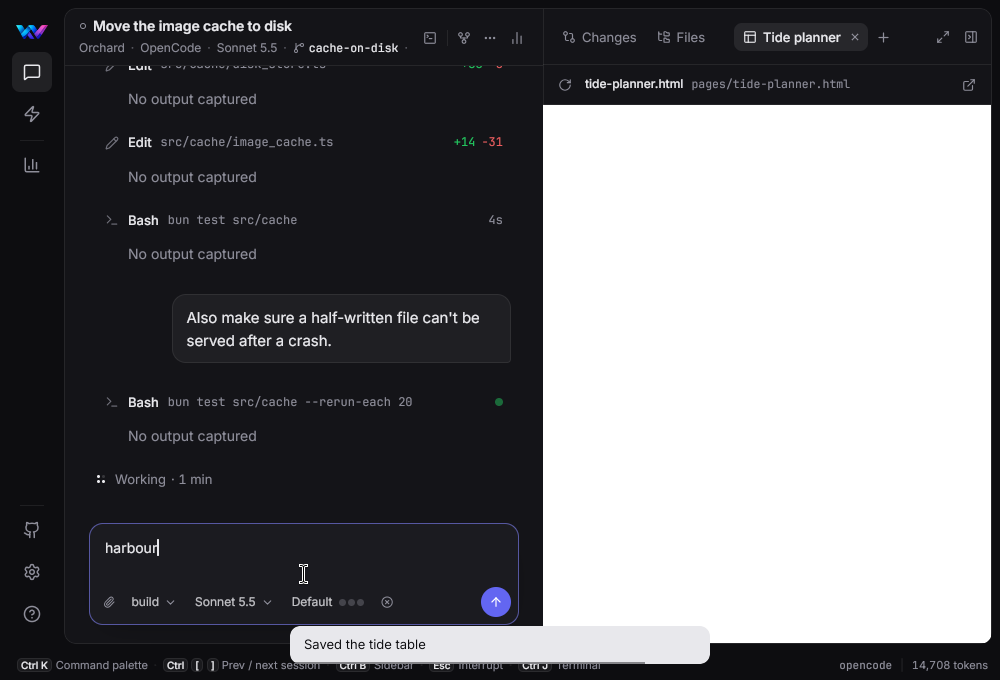 Move the image cache to disk
Orchard · OpenCode · Sonnet 5.5 · cache-on-disk ·
Edit
No output captured
Edit src/cache/image_cache.ts +14 -31
No output captured
Bash bun test src/cache 4s
No output captured
Also make sure a half-written file can't be
served after a crash.
Bash bun test src/cache --rerun-each 20
No output captured
Working · 1 min
harbour
build Sonnet 5.5 Default
Changes Files Tide planner
tide-planner.html pages/tide-planner.html
Saved the tide table
Ctrl K Command palette · Ctrl [ ] Prev / next session Ctrl B Sidebar Esc Interrupt Ctrl J Terminal opencode 14,708 tokens